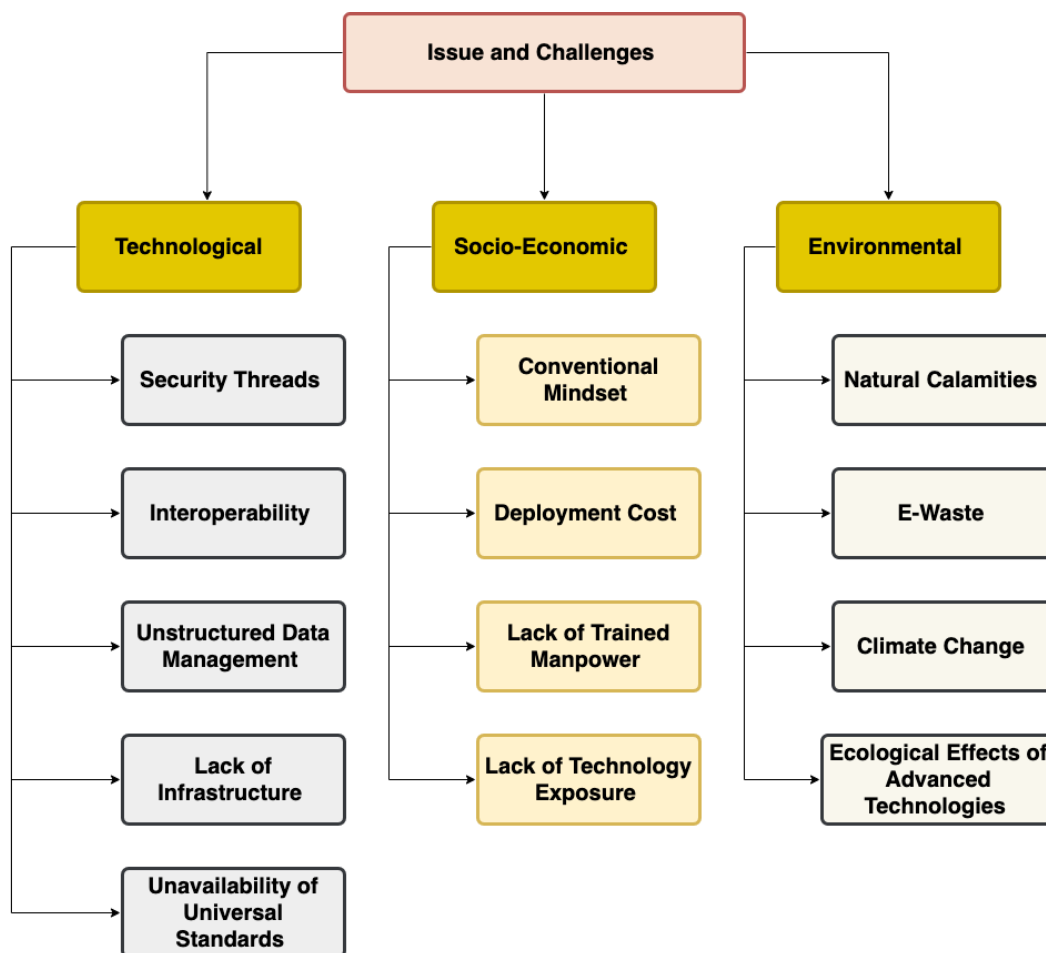 Issue and Challenges
Technological
Socio-Economic
Environmental
Security Threads
Interoperability
Unstructured Data
Management
Lack of
Infrastructure
Unavailability of
Universal
Standards
Conventional
Mindset
Deployment Cost
Lack of Trained
Manpower
Lack of Technology
Exposure
Natural Calamities
E-Waste
Climate Change
Ecological Effects of
Advanced
Technologies